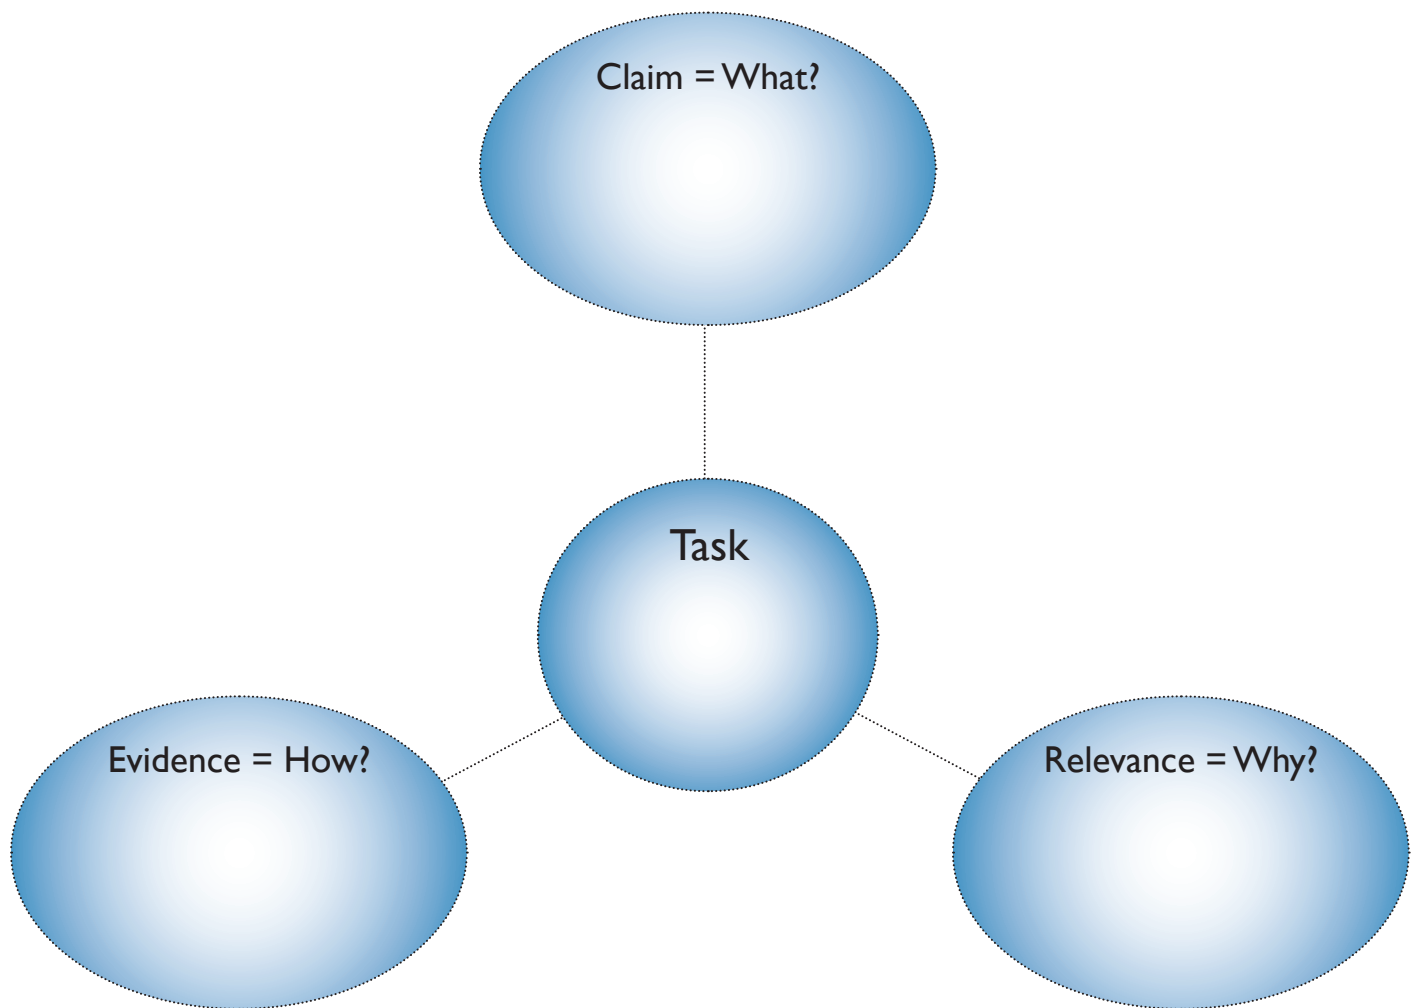 Claim = What?
Task
Evidence = How?
Relevance = Why?